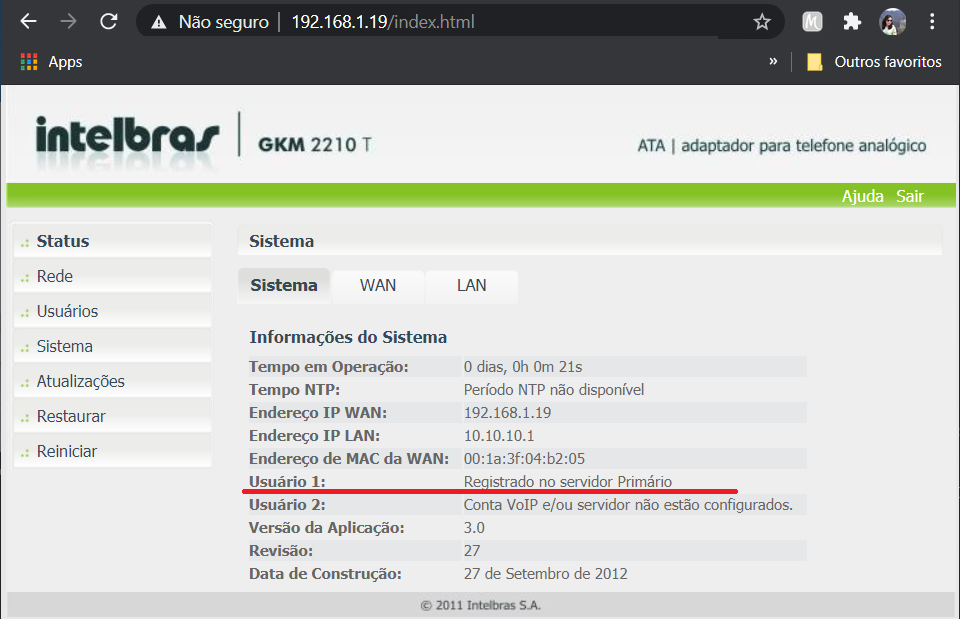 Não seguro | 192.168.1.19/index.html
M
Apps
»
Outros favoritos
intelbras
GKM 2210 T
ATA | adaptador para telefone analógico
Ajuda Sair
Status
Rede
Usuários
Sistema
Atualizações
Restaurar
Reiniciar
Sistema
Sistema WAN LAN
Informações do Sistema
Tempo em Operação: 0 dias, 0h 0m 21s
Tempo NTP: Período NTP não disponível
Endereço IP WAN: 192.168.1.19
Endereço IP LAN: 10.10.10.1
Endereço de MAC da WAN: 00:1a:3f:04:b2:05
Usuário 1: Registrado no servidor Primário
Usuário 2: Conta VoIP e/ou servidor não estão configurados.
Versão da Aplicação: 3.0
Revisão: 27
Data de Construção: 27 de Setembro de 2012
© 2011 Intelbras S.A.